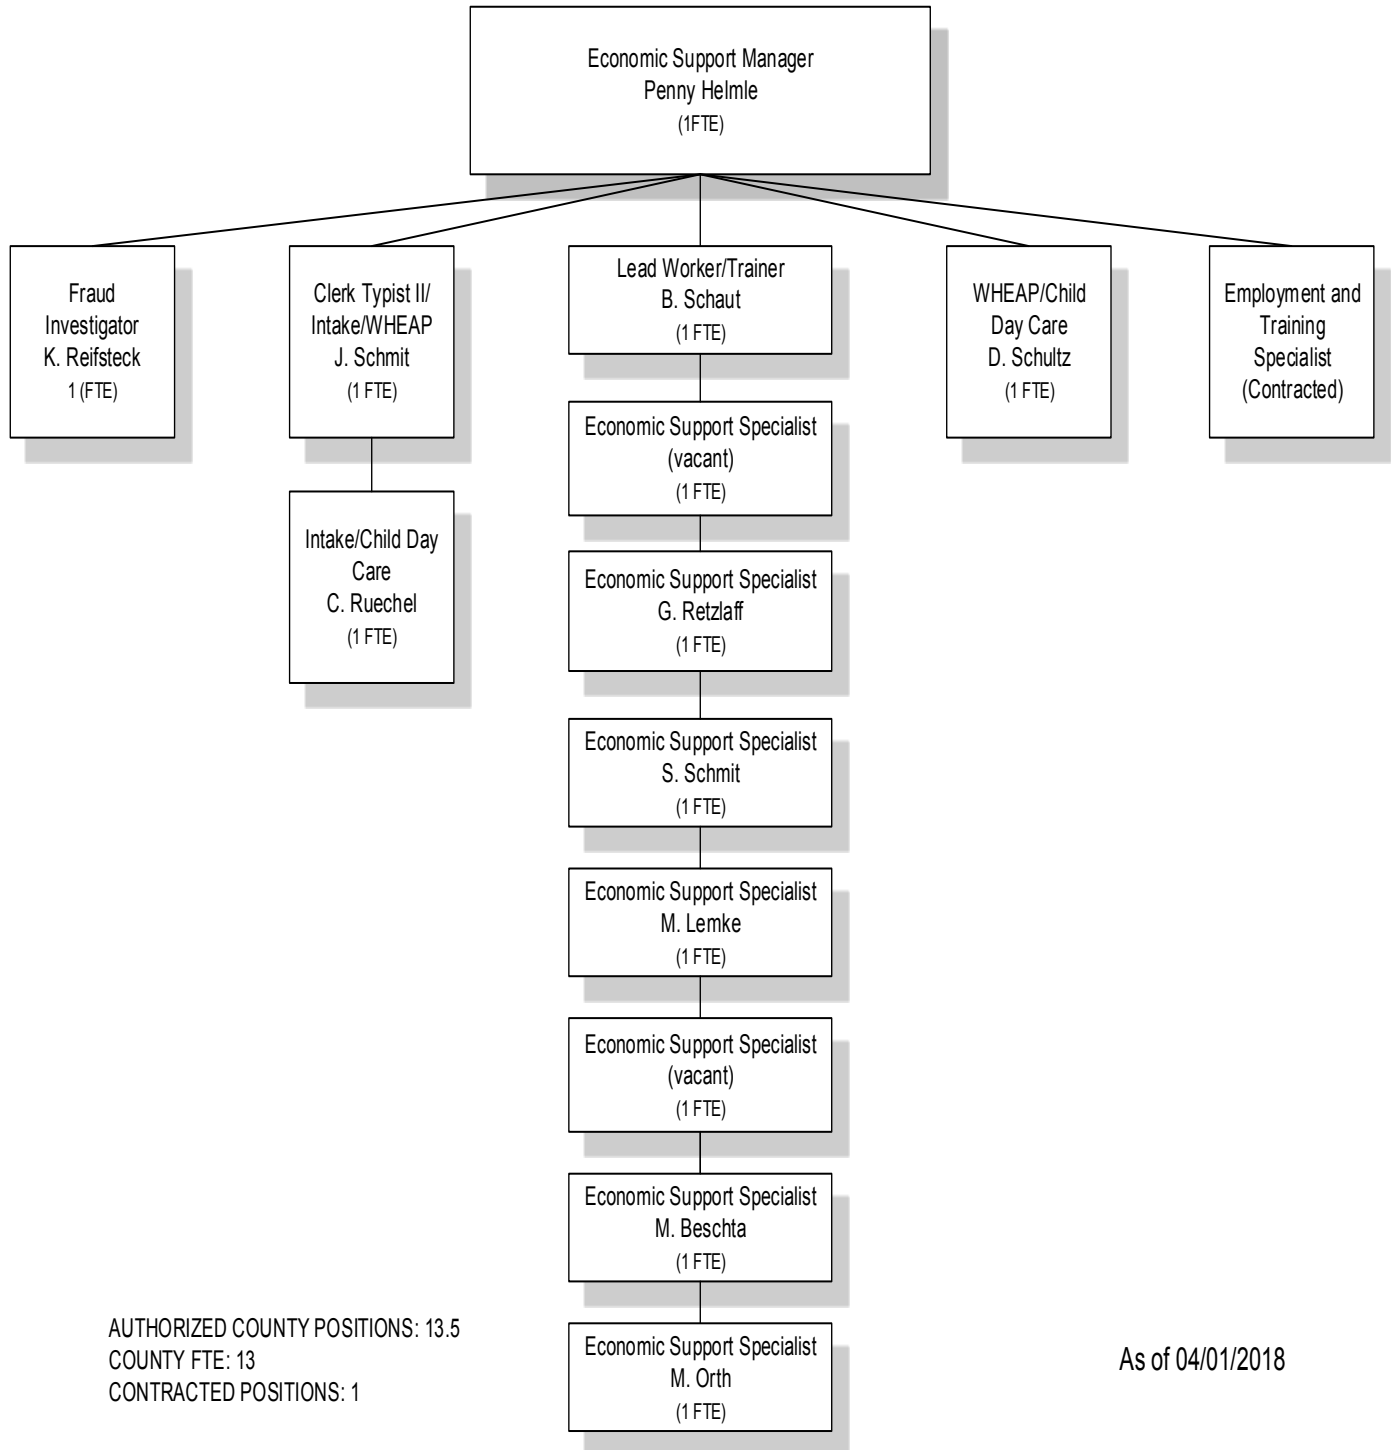 Economic Support Manager
Penny Helmle
(1FTE)
Fraud
Investigator
K. Reifsteck
1 (FTE)
Clerk Typist II/
Intake/WHEAP
J. Schmit
(1 FTE)
Lead Worker/Trainer
B. Schaut
(1 FTE)
WHEAP/Child
Day Care
D. Schultz
(1 FTE)
Employment and
Training
Specialist
(Contracted)
Intake/Child Day
Care
C. Ruechel
(1 FTE)
Economic Support Specialist
(vacant)
(1 FTE)
Economic Support Specialist
G. Retzlaff
(1 FTE)
Economic Support Specialist
S. Schmit
(1 FTE)
Economic Support Specialist
M. Lemke
(1 FTE)
Economic Support Specialist
(vacant)
(1 FTE)
Economic Support Specialist
M. Beschta
(1 FTE)
Economic Support Specialist
M. Orth
(1 FTE)
AUTHORIZED COUNTY POSITIONS: 13.5
COUNTY FTE: 13
CONTRACTED POSITIONS: 1
As of 04/01/2018